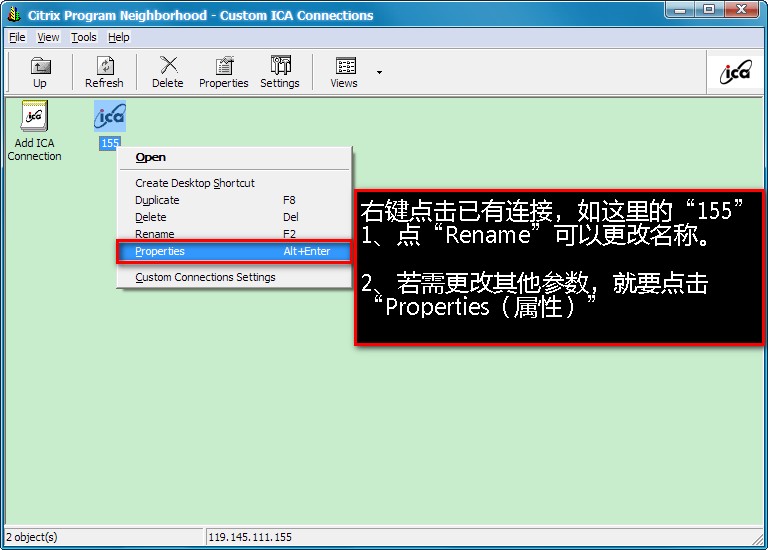 Citrix Program Neighborhood - Custom ICA Connections
File View Tools Help
Up Refresh Delete Properties Settings Views
ica
Add ICA
Connection
ica
155
Open
Create Desktop Shortcut
Duplicate F8
Delete Del
Rename F2
Properties Alt+Enter
Custom Connections Settings
右键点击已有连接，如这里的“155”
1、点“Rename”可以更改名称。
2、若需更改其他参数，就要点击
“Properties（属性）”
2 object(s) 119.145.111.155